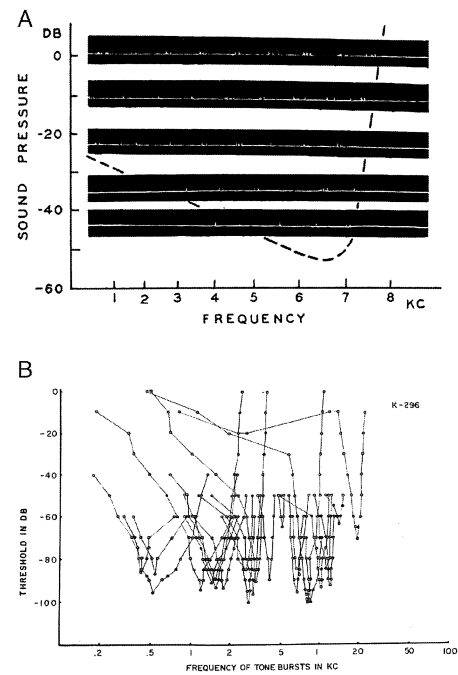 A
DB
0
-20
-40
-60
SOUND PRESSURE
1 2 3 4 5 6 7 8 KC
FREQUENCY
B
K-296
0
-20
-40
-60
-80
-100
THRESHOLD IN DB
.2 .5 1 2 5 1 20 50 100
FREQUENCY OF TONE BURSTS IN KC